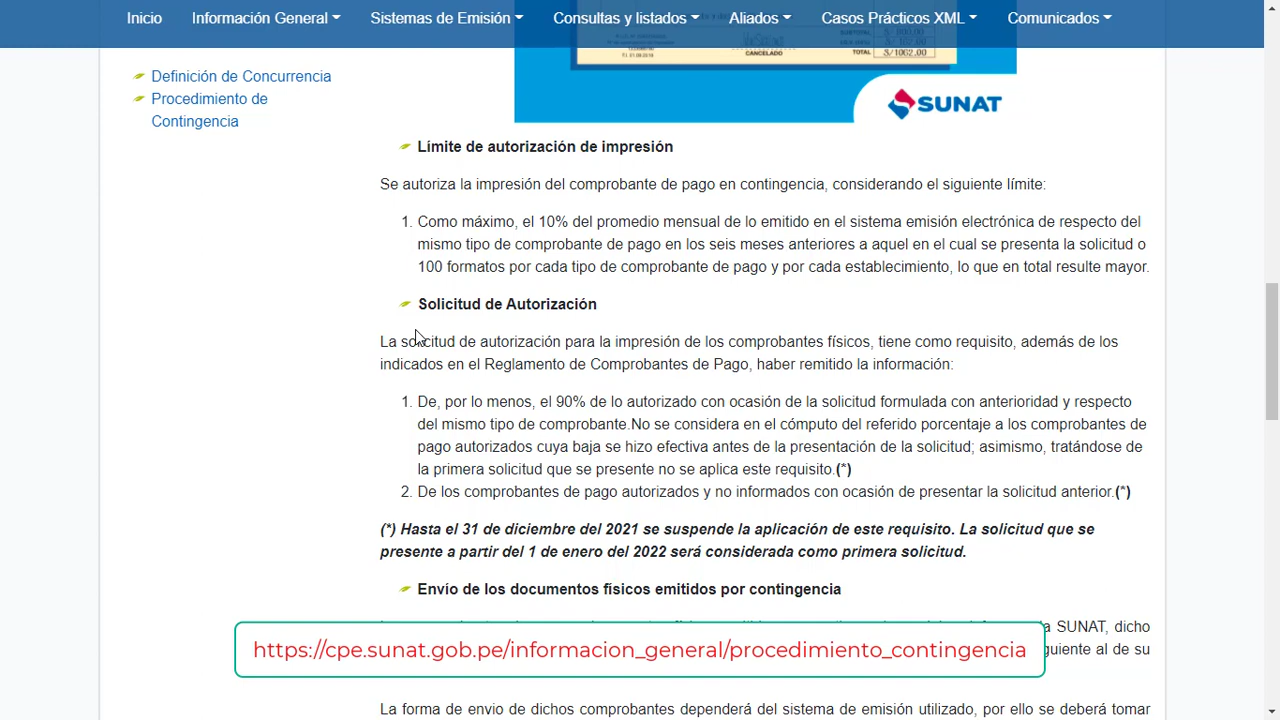 Inicio Información General Sistemas de Emisión Consultas y listados Aliados Casos Prácticos XML Comunicados
CANCELADO
TOTAL S/1062.00
SUNAT
Definición de Concurrencia
Procedimiento de
Contingencia
Límite de autorización de impresión
Se autoriza la impresión del comprobante de pago en contingencia, considerando el siguiente límite:
1. Como máximo, el 10% del promedio mensual de lo emitido en el sistema emisión electrónica de respecto del
mismo tipo de comprobante de pago en los seis meses anteriores a aquel en el cual se presenta la solicitud o
100 formatos por cada tipo de comprobante de pago y por cada establecimiento, lo que en total resulte mayor.
Solicitud de Autorización
La solicitud de autorización para la impresión de los comprobantes físicos, tiene como requisito, además de los
indicados en el Reglamento de Comprobantes de Pago, haber remitido la información:
1. De, por lo menos, el 90% de lo autorizado con ocasión de la solicitud formulada con anterioridad y respecto
del mismo tipo de comprobante.No se considera en el cómputo del referido porcentaje a los comprobantes de
pago autorizados cuya baja se hizo efectiva antes de la presentación de la solicitud; asimismo, tratándose de
la primera solicitud que se presente no se aplica este requisito.(*)
2. De los comprobantes de pago autorizados y no informados con ocasión de presentar la solicitud anterior.(*)
(*) Hasta el 31 de diciembre del 2021 se suspende la aplicación de este requisito. La solicitud que se
presente a partir del 1 de enero del 2022 será considerada como primera solicitud.
Envío de los documentos físicos emitidos por contingencia
la SUNAT, dicho
siguiente al de su
https://cpe.sunat.gob.pe/informacion_general/procedimiento_contingencia
La forma de envio de dichos comprobantes dependerá del sistema de emisión utilizado, por ello se deberá tomar